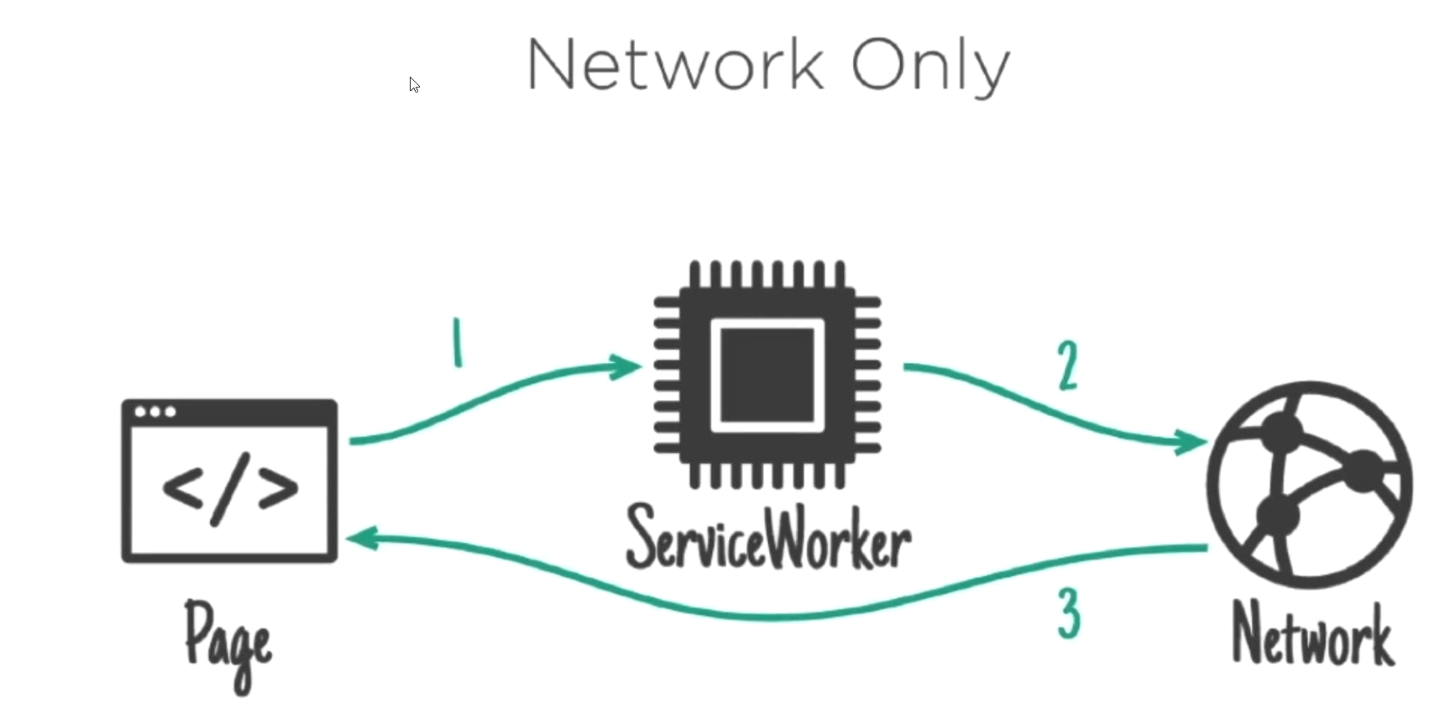 Network Only
1
2
</>
ServiceWorker
3
Page
Network